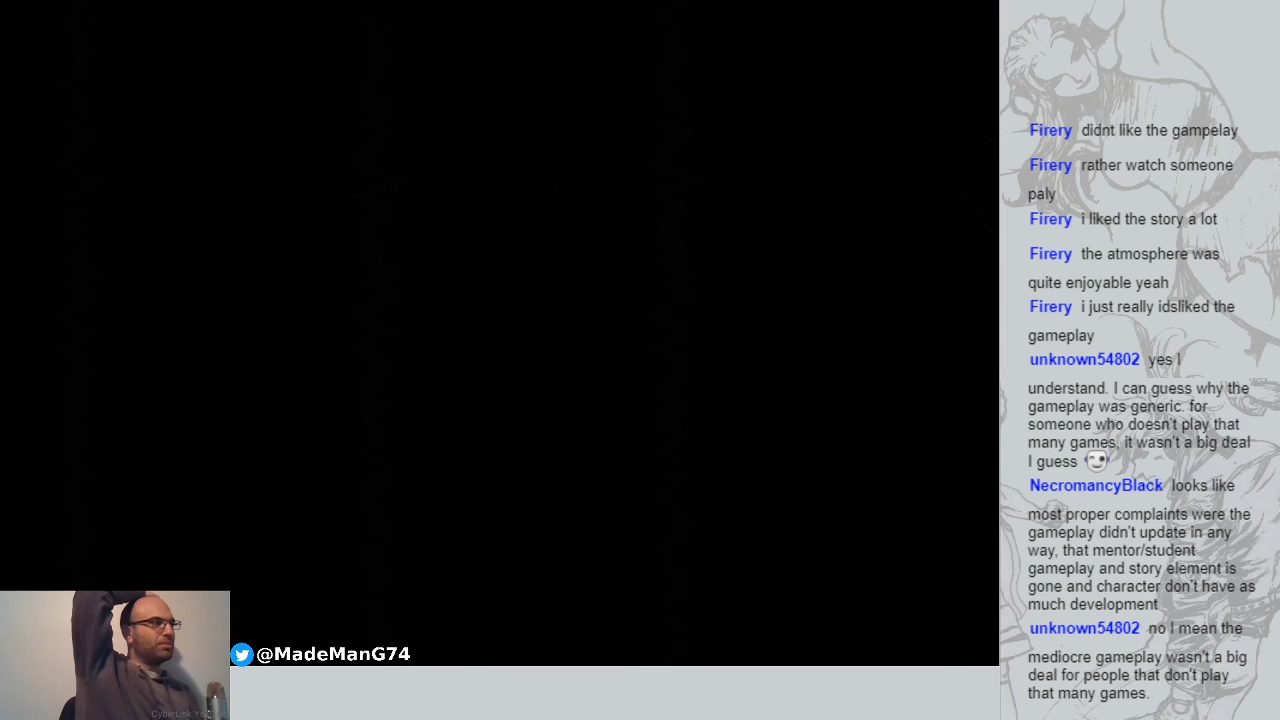 Firery didnt like the gampelay
Firery rather watch someone
paly
Firery i liked the story a lot
Firery the atmosphere was
quite enjoyable yeah
Firery i just really idsliked the
gameplay
unknown54802 yes I
understand. I can guess why the
gameplay was generic. for
someone who doesn't play that
many games, it wasn't a big deal
I guess
NecromancyBlack looks like
most proper complaints were the
gameplay didn't update in any
way, that mentor/student
gameplay and story element is
gone and character don't have as
much development
unknown54802 no I mean the
mediocre gameplay wasn't a big
deal for people that don't play
that many games.
@MadeManG74
CyberLink